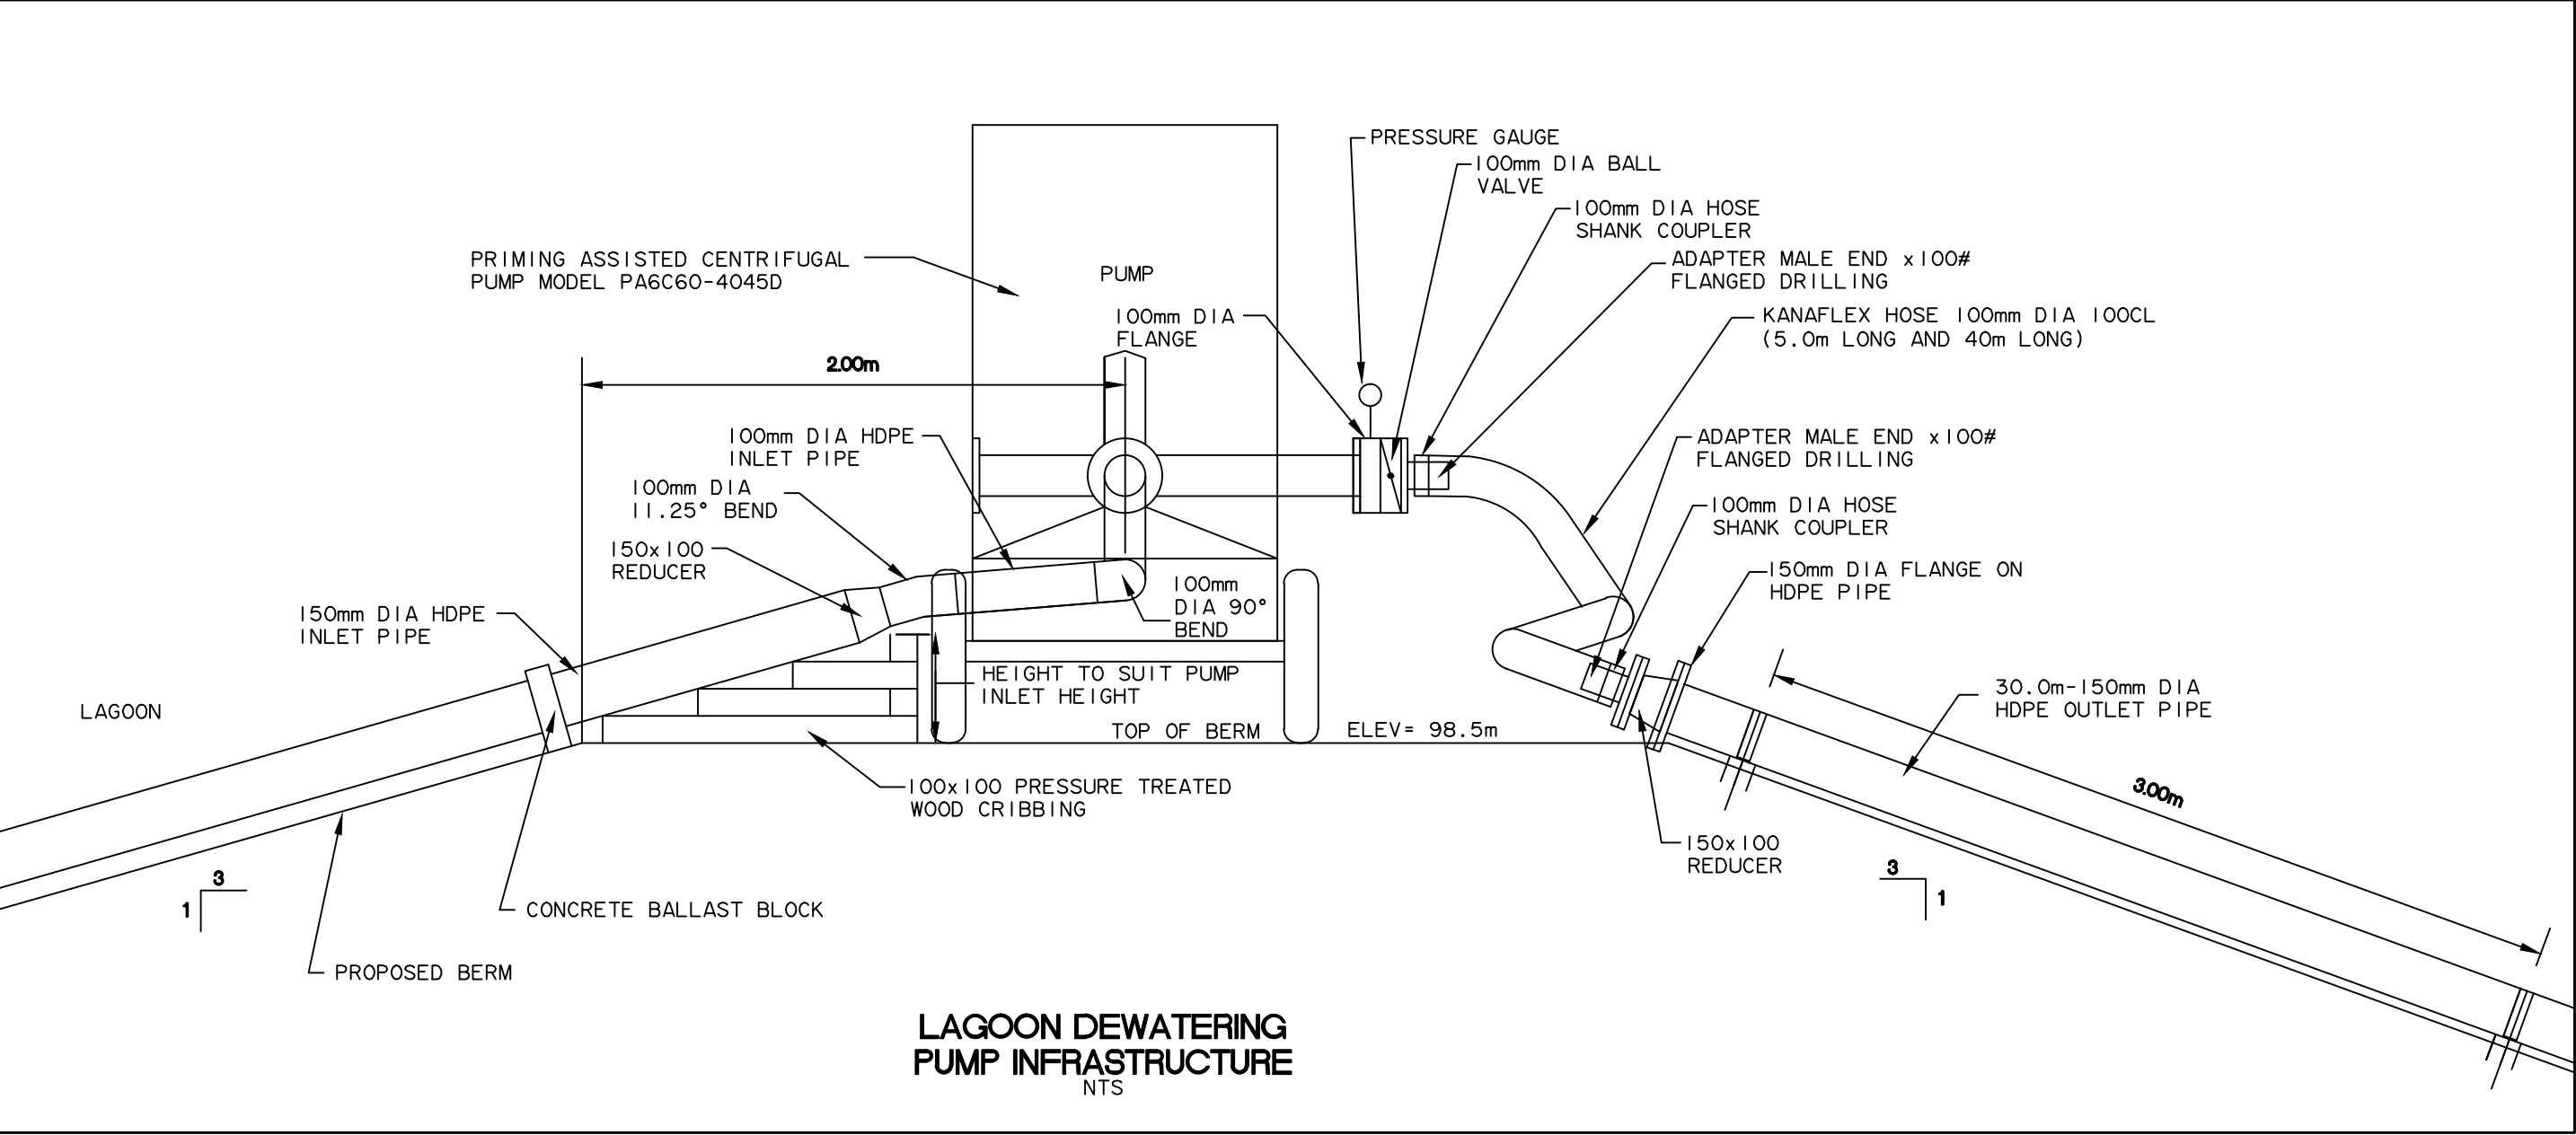 PRESSURE GAUGE
100mm DIA BALL
VALVE
100mm DIA HOSE
SHANK COUPLER
PRIMING ASSISTED CENTRIFUGAL
PUMP MODEL PA6C60-4045D
PUMP
ADAPTER MALE END x100#
FLANGED DRILLING
100mm DIA
FLANGE
KANAFLEX HOSE 100mm DIA 100CL
(5.0m LONG AND 40m LONG)
2.00m
100mm DIA HDPE
INLET PIPE
ADAPTER MALE END x100#
FLANGED DRILLING
100mm DIA
11.25° BEND
100mm DIA HOSE
SHANK COUPLER
150x100
REDUCER
150mm DIA FLANGE ON
HDPE PIPE
100mm
DIA 90°
BEND
150mm DIA HDPE
INLET PIPE
HEIGHT TO SUIT PUMP
INLET HEIGHT
30.0m-150mm DIA
HDPE OUTLET PIPE
LAGOON
TOP OF BERM
ELEV= 98.5m
100x100 PRESSURE TREATED
WOOD CRIBBING
3.00m
150x100
REDUCER
3
1
3
1
CONCRETE BALLAST BLOCK
PROPOSED BERM
LAGOON DEWATERING
PUMP INFRASTRUCTURE
NTS